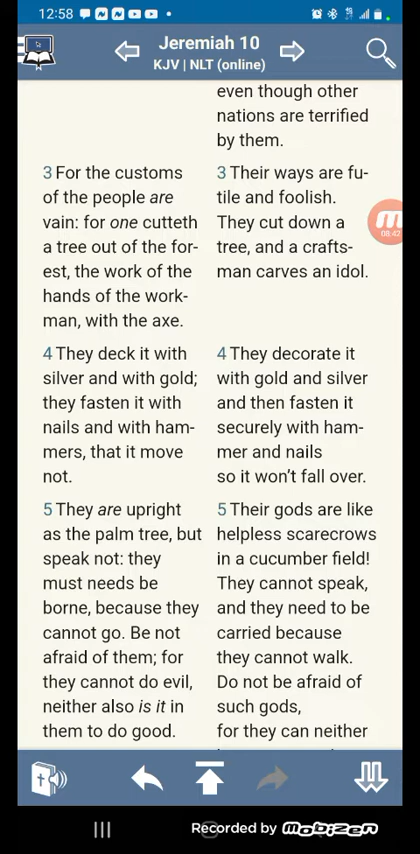 12:58
Jeremiah 10
KJV | NLT (online)
even though other
nations are terrified
by them.
3 For the customs
of the people are
vain: for one cutteth
a tree out of the for-
est, the work of the
hands of the work-
man, with the axe.
3 Their ways are fu-
tile and foolish.
They cut down a
tree, and a crafts-
man carves an idol.
08:42
4 They deck it with
silver and with gold;
they fasten it with
nails and with ham-
mers, that it move
not.
4 They decorate it
with gold and silver
and then fasten it
securely with ham-
mer and nails
so it won't fall over.
5 They are upright
as the palm tree, but
speak not: they
must needs be
borne, because they
cannot go. Be not
afraid of them; for
they cannot do evil,
neither also is it in
them to do good.
5 Their gods are like
helpless scarecrows
in a cucumber field!
They cannot speak,
and they need to be
carried because
they cannot walk.
Do not be afraid of
such gods,
for they can neither
Recorded by mobizen